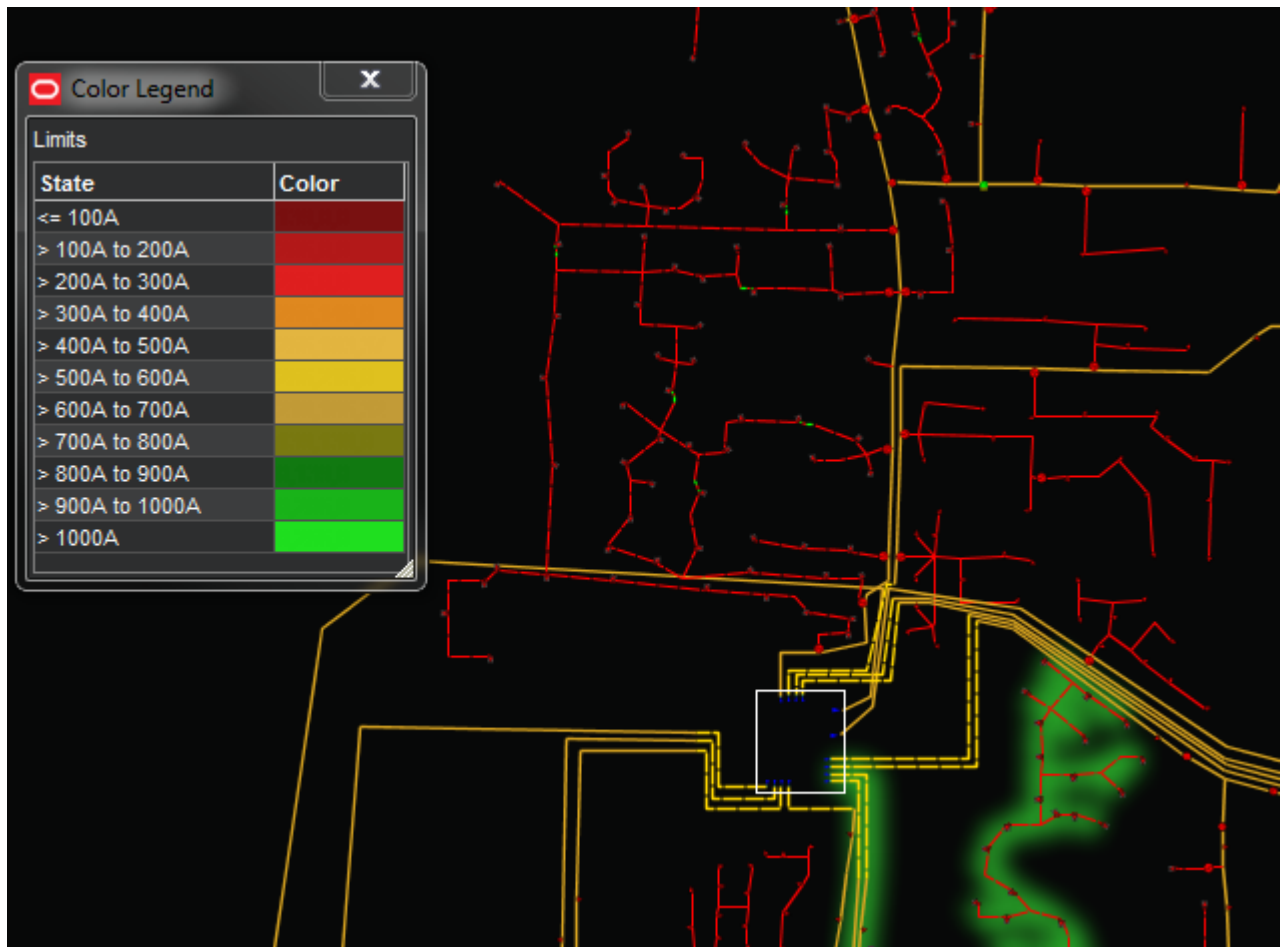 Color Legend
X
Limits
State Color
<= 100A
> 100A to 200A
> 200A to 300A
> 300A to 400A
> 400A to 500A
> 500A to 600A
> 600A to 700A
> 700A to 800A
> 800A to 900A
> 900A to 1000A
> 1000A